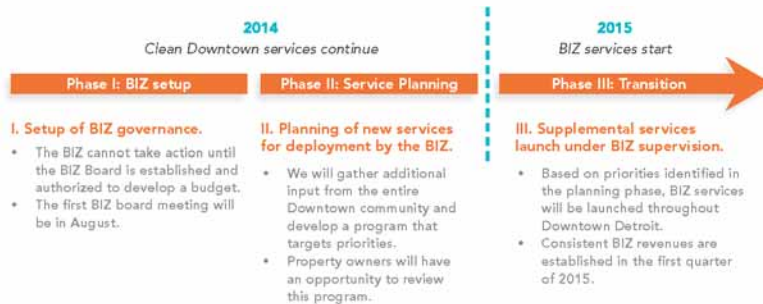 2014
Clean Downtown services continue
2015
BIZ services start
Phase I: BIZ setup
Phase II: Service Planning
Phase III: Transition
I. Setup of BIZ governance.
• The BIZ cannot take action until
the BIZ Board is established and
authorized to develop a budget.
• The first BIZ board meeting will
be in August.
II. Planning of new services
for deployment by the BIZ.
• We will gather additional
input from the entire
Downtown community and
develop a program that
targets priorities.
• Property owners will have
an opportunity to review
this program.
III. Supplemental services
launch under BIZ supervision.
• Based on priorities identified in
the planning phase, BIZ services
will be launched throughout
Downtown Detroit.
• Consistent BIZ revenues are
established in the first quarter
of 2015.